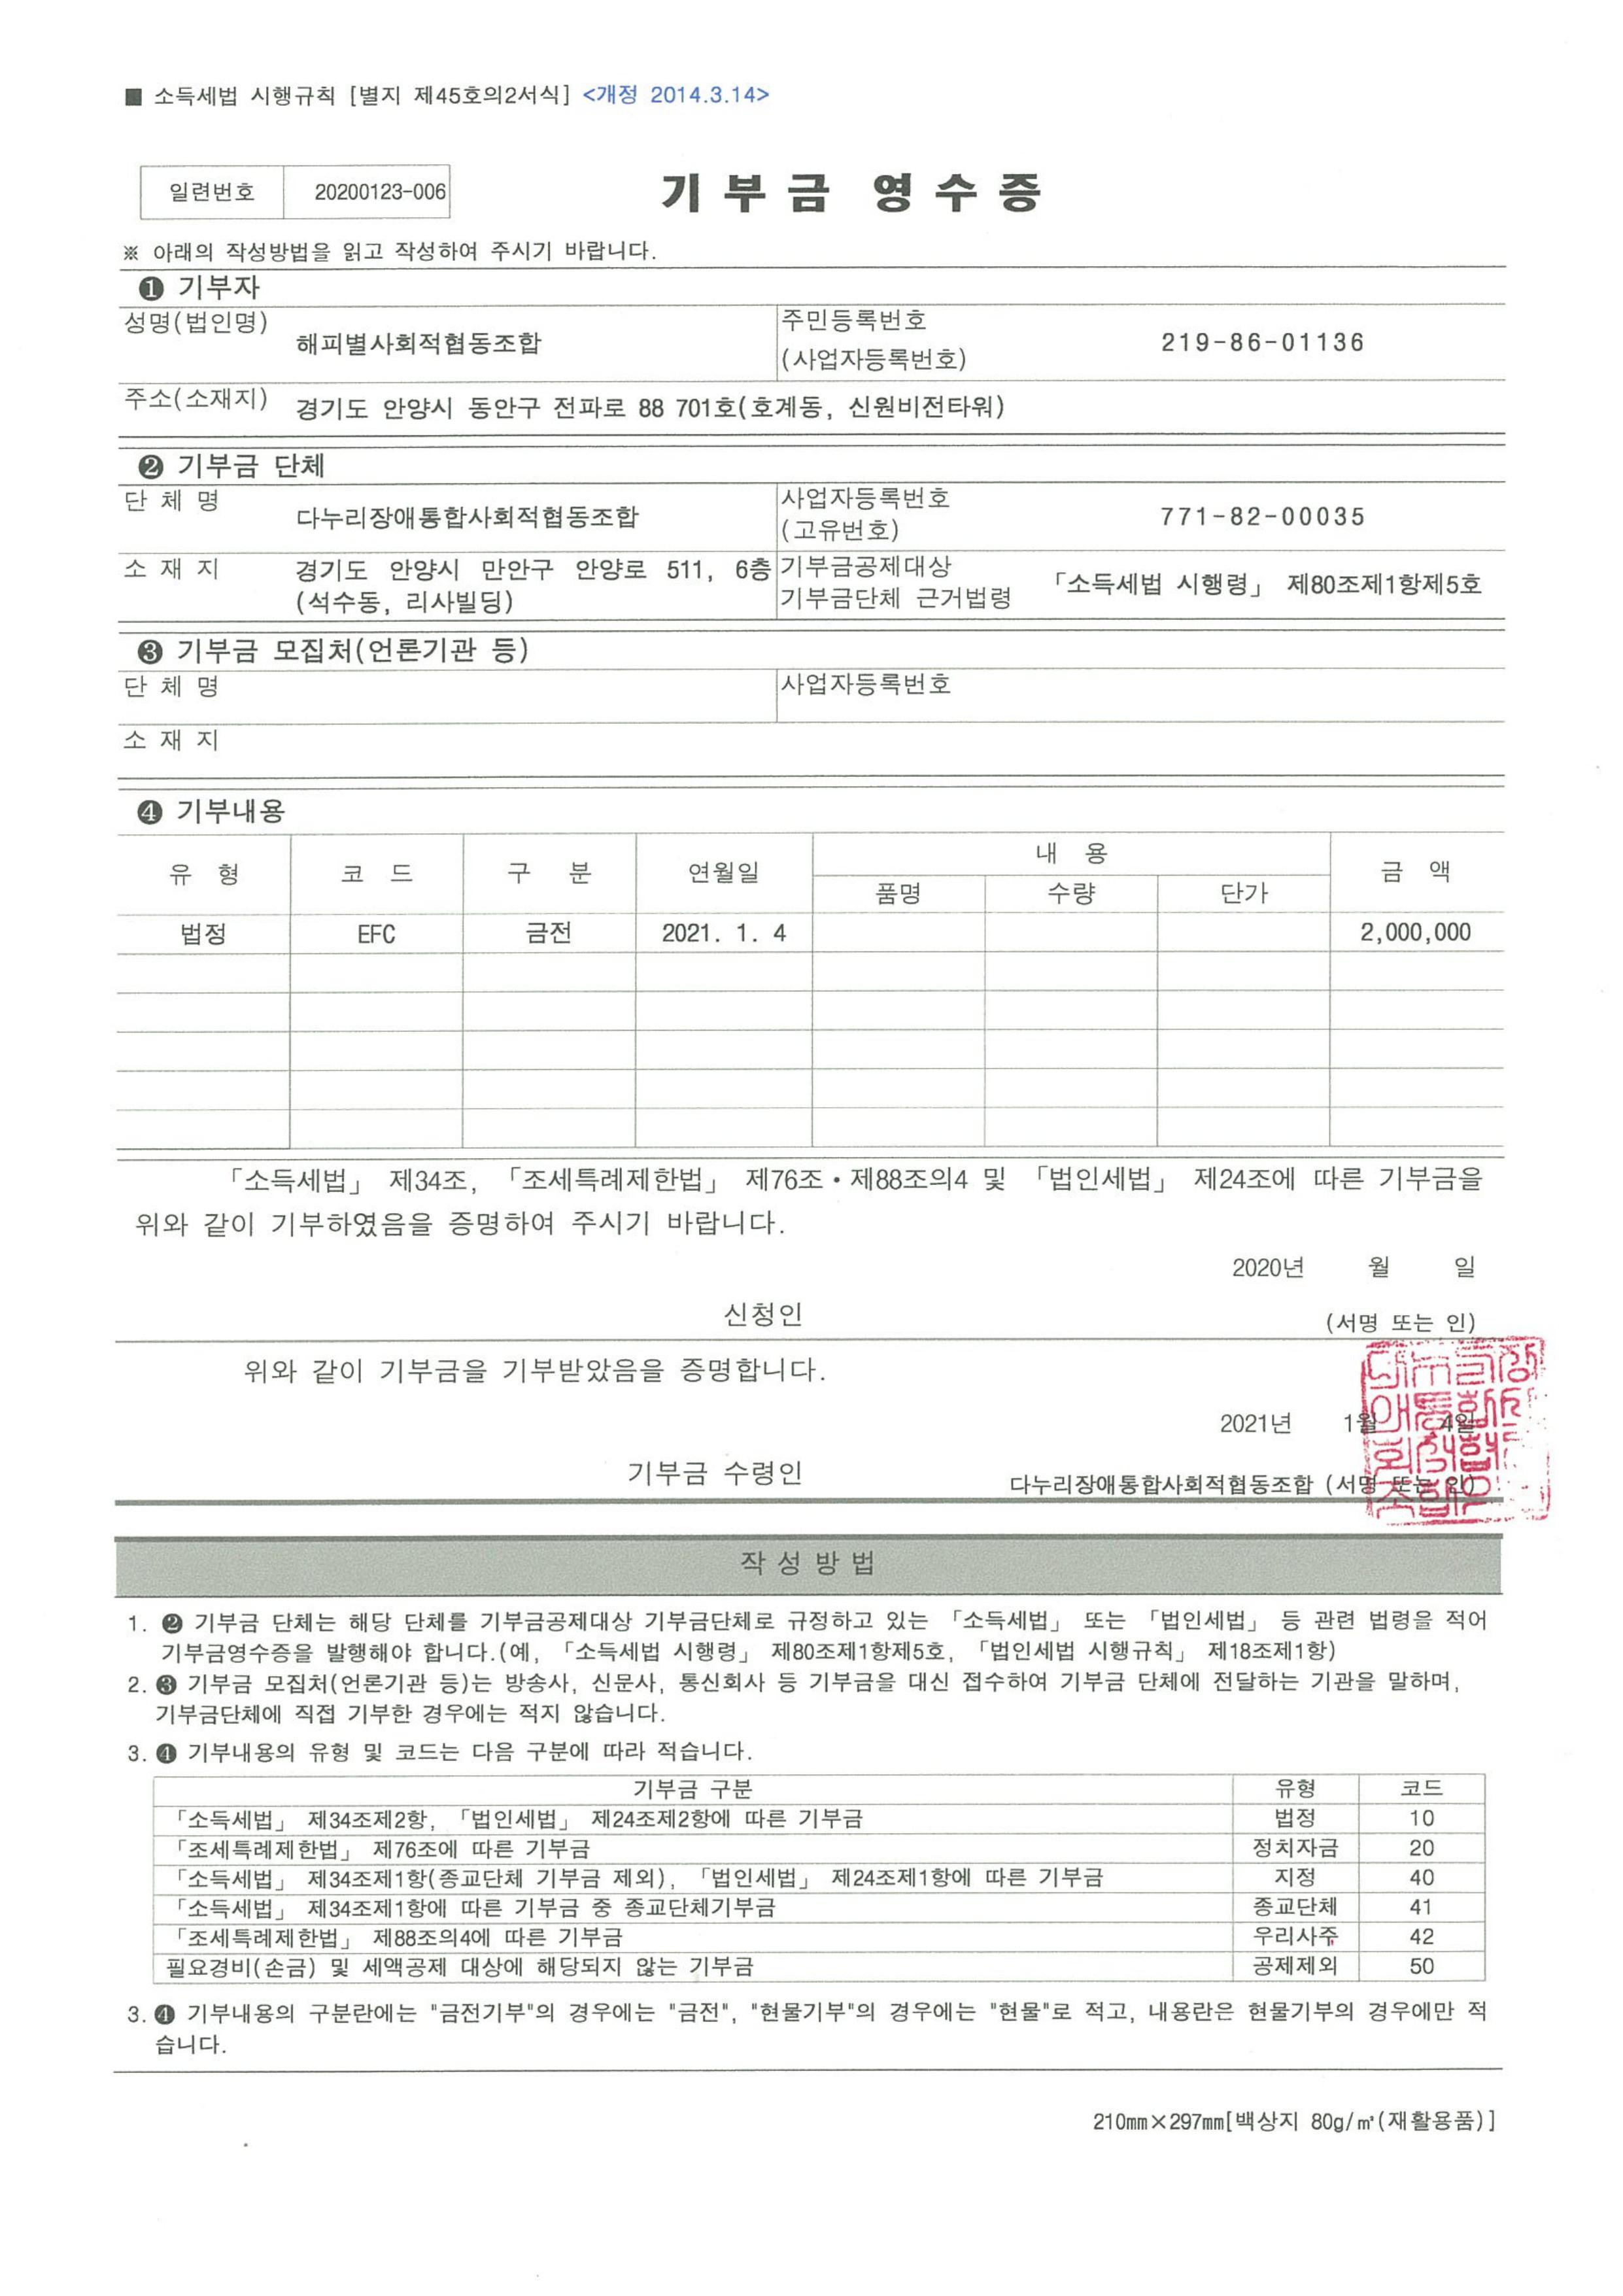 ■ 소득세법 시행규칙 [별지 제45호의2서식] <개정 2014.3.14>
일련번호 20200123-006
기부금 영수증
※ 아래의 작성방법을 읽고 작성하여 주시기 바랍니다.
❶ 기부자
성명(법인명) 해피별사회적협동조합 주민등록번호 (사업자등록번호) 219-86-01136
주소(소재지) 경기도 안양시 동안구 전파로 88 701호(호계동, 신원비전타워)
❷ 기부금 단체
단 체 명 다누리장애통합사회적협동조합 사업자등록번호 (고유번호) 771-82-00035
소 재 지 경기도 안양시 만안구 안양로 511, 6층 (석수동, 리사빌딩) 기부금공제대상 기부금단체 근거법령 「소득세법 시행령」 제80조제1항제5호
❸ 기부금 모집처(언론기관 등)
단 체 명 사업자등록번호
소 재 지
❹ 기부내용
유 형 코 드 구 분 연월일 내 용 금 액
품명 수량 단가
법정 EFC 금전 2021. 1. 4 2,000,000
「소득세법」 제34조, 「조세특례제한법」 제76조·제88조의4 및 「법인세법」 제24조에 따른 기부금을
위와 같이 기부하였음을 증명하여 주시기 바랍니다.
2020년 월 일
신청인 (서명 또는 인)
위와 같이 기부금을 기부받았음을 증명합니다.
2021년 1월 4일
기부금 수령인 다누리장애통합사회적협동조합 (서명 또는 인)
작 성 방 법
1. ❷ 기부금 단체는 해당 단체를 기부금공제대상 기부금단체로 규정하고 있는 「소득세법」 또는 「법인세법」 등 관련 법령을 적어
기부금영수증을 발행해야 합니다.(예, 「소득세법 시행령」 제80조제1항제5호, 「법인세법 시행규칙」 제18조제1항)
2. ❸ 기부금 모집처(언론기관 등)는 방송사, 신문사, 통신회사 등 기부금을 대신 접수하여 기부금 단체에 전달하는 기관을 말하며,
기부금단체에 직접 기부한 경우에는 적지 않습니다.
3. ❹ 기부내용의 유형 및 코드는 다음 구분에 따라 적습니다.
기부금 구분 유형 코드
「소득세법」 제34조제2항, 「법인세법」 제24조제2항에 따른 기부금 법정 10
「조세특례제한법」 제76조에 따른 기부금 정치자금 20
「소득세법」 제34조제1항(종교단체 기부금 제외), 「법인세법」 제24조제1항에 따른 기부금 지정 40
「소득세법」 제34조제1항에 따른 기부금 중 종교단체기부금 종교단체 41
「조세특례제한법」 제88조의4에 따른 기부금 우리사주 42
필요경비(손금) 및 세액공제 대상에 해당되지 않는 기부금 공제제외 50
3. ❹ 기부내용의 구분란에는 "금전기부"의 경우에는 "금전", "현물기부"의 경우에는 "현물"로 적고, 내용란은 현물기부의 경우에만 적
습니다.
210mm×297mm[백상지 80g/㎡(재활용품)]